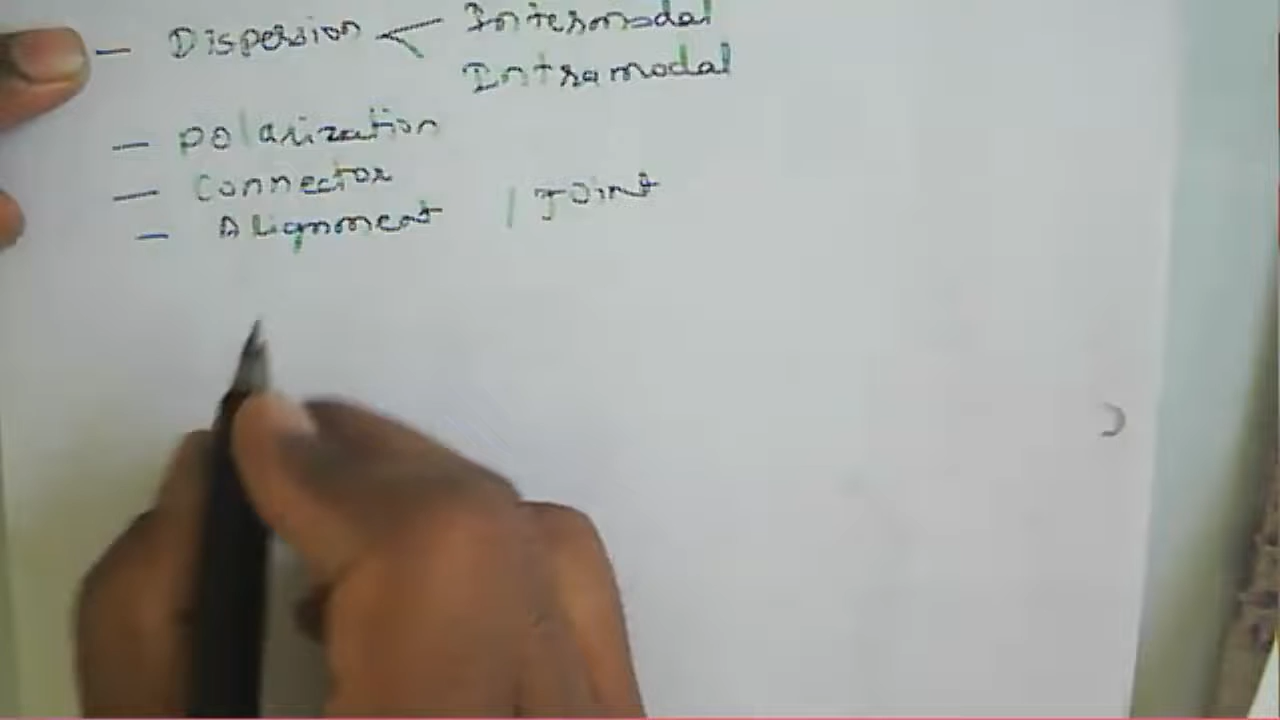 - Dispersion < Intermodal
Intramodal
- Polarization
- Connector
- Alignment / Joint